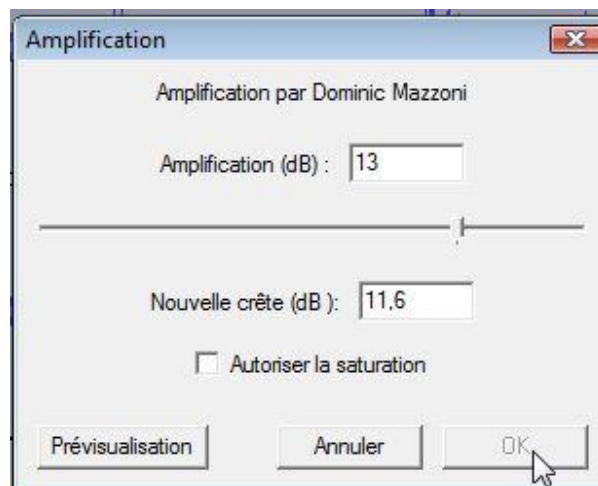 Amplification
Amplification par Dominic Mazzoni
Amplification (dB) : 13
Nouvelle crête (dB ): 11,6
Autoriser la saturation
Prévisualisation Annuler OK